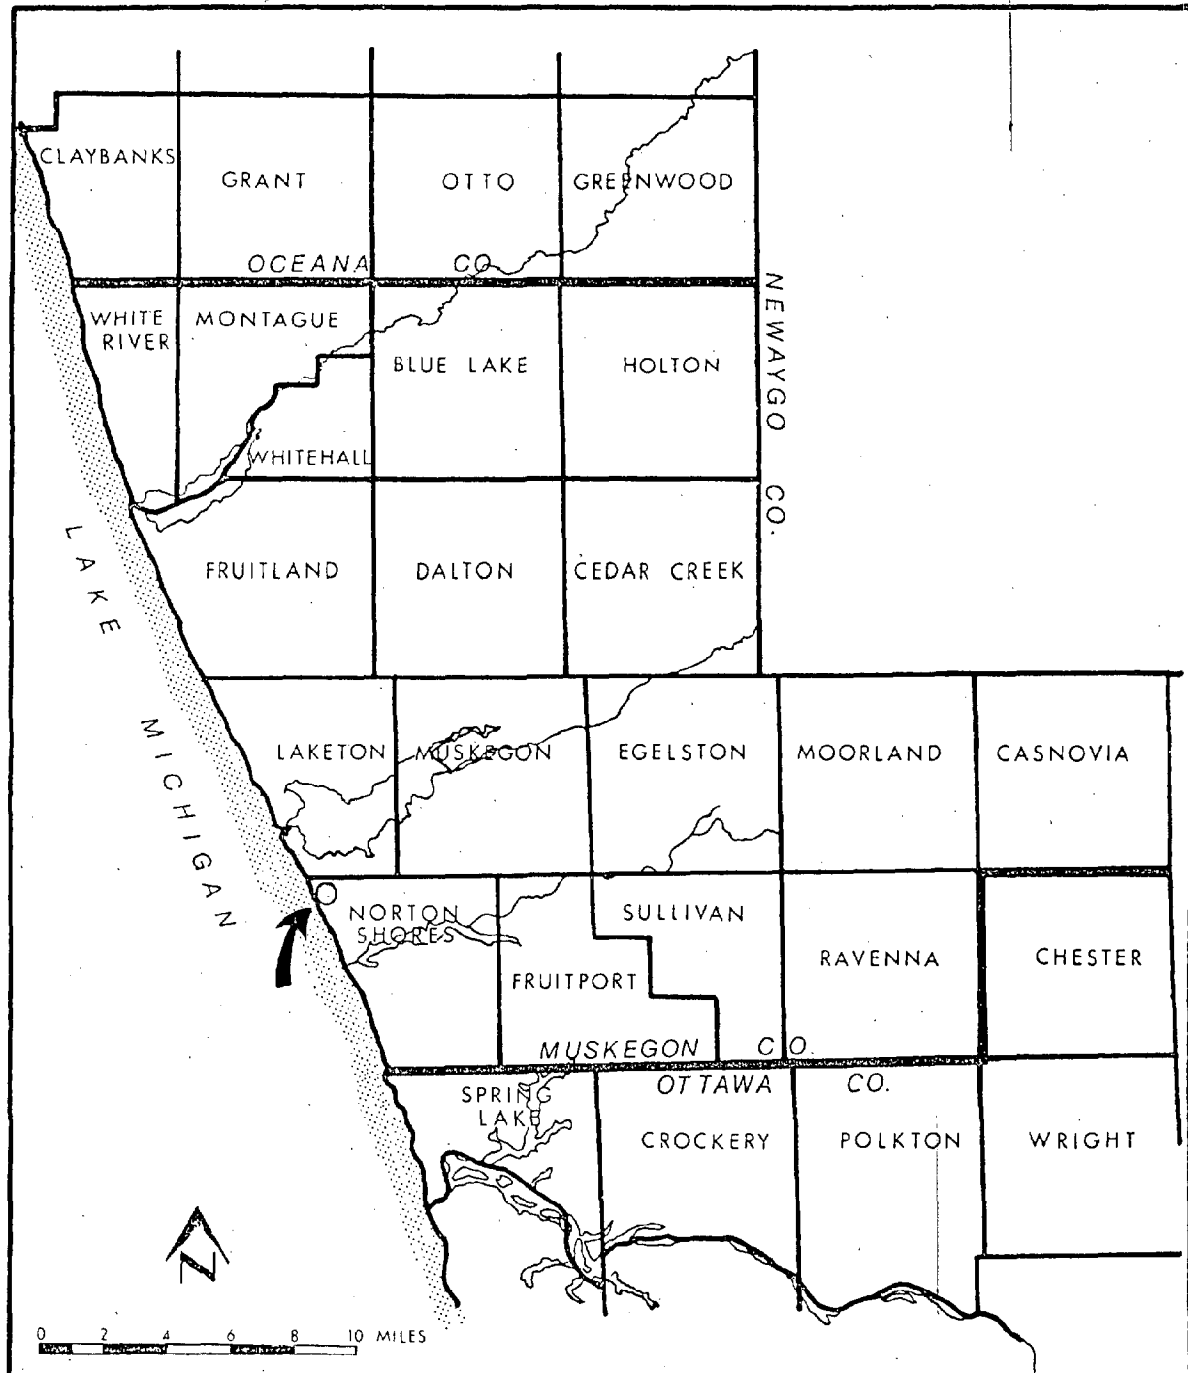 CLAYBANKS
GRANT
OTTO
GREENWOOD
OCEANA CO
WHITE
RIVER
MONTAGUE
BLUE LAKE
HOLTON
NEWAYGO CO.
WHITEHALL
FRUITLAND
DALTON
CEDAR CREEK
LAKE MICHIGAN
LAKETON
MUSKEGON
EGELSTON
MOORLAND
CASNOVIA
NORTON
SHORES
SULLIVAN
FRUITPORT
RAVENNA
CHESTER
MUSKEGON CO.
OTTAWA CO.
SPRING
LAKE
CROCKERY
POLKTON
WRIGHT
N
0 2 4 6 8 10 MILES